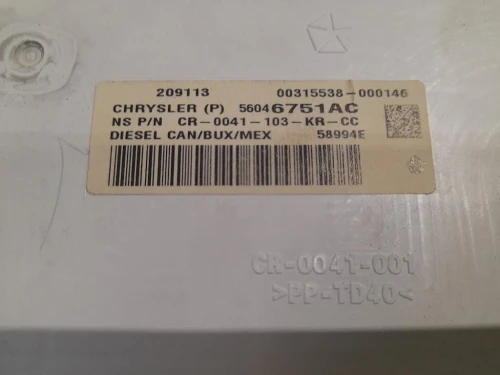 209113 00315538-000146
CHRYSLER (P) 56046751AC
NS P/N CR-0041-103-KR-CC
DIESEL CAN/BUX/MEX 58994E
CR-0041-001
>PP-TD40<